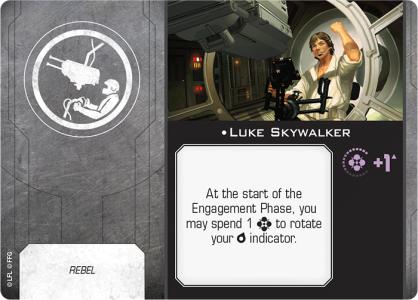 •LUKE SKYWALKER
+1
At the start of the
Engagement Phase, you
may spend 1 to rotate
your indicator.
REBEL
© LFL © FFG